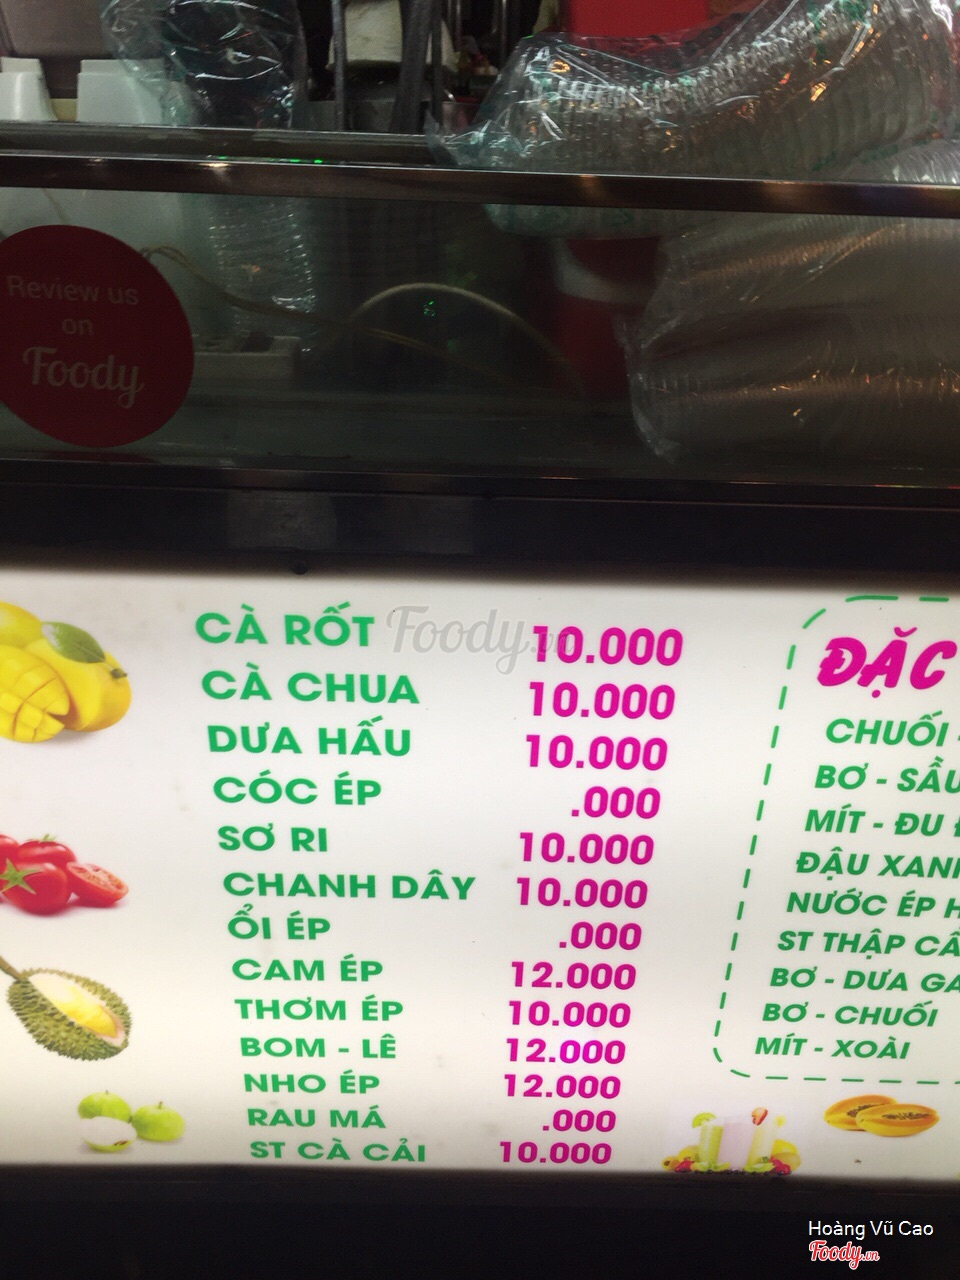 Review us
on
Foody
Foody.vn
CÀ RỐT 10.000
CÀ CHUA 10.000
DƯA HẤU 10.000
CÓC ÉP .000
SƠ RI 10.000
CHANH DÂY 10.000
ỔI ÉP .000
CAM ÉP 12.000
THƠM ÉP 10.000
BOM - LÊ 12.000
NHO ÉP 12.000
RAU MÁ .000
ST CÀ CẢI 10.000
ĐẶC
CHUỐI -
BƠ - SẦU
MÍT - ĐU Đ
ĐẬU XANH
NƯỚC ÉP H
ST THẬP CẨ
BƠ - DƯA GA
BƠ - CHUỐI
MÍT - XOÀI
Hoàng Vũ Cao
Foody.vn